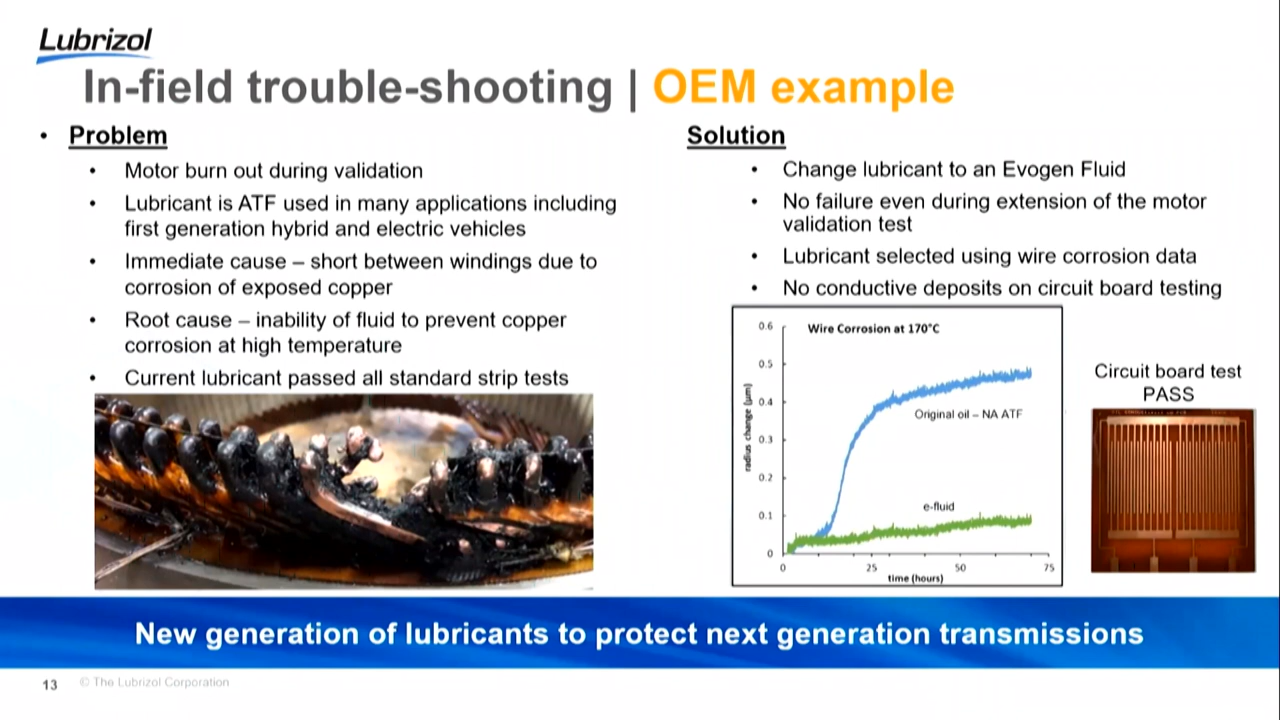 Lubrizol
In-field trouble-shooting | OEM example
• Problem
• Motor burn out during validation
• Lubricant is ATF used in many applications including
first generation hybrid and electric vehicles
• Immediate cause – short between windings due to
corrosion of exposed copper
• Root cause – inability of fluid to prevent copper
corrosion at high temperature
• Current lubricant passed all standard strip tests
Solution
• Change lubricant to an Evogen Fluid
• No failure even during extension of the motor
validation test
• Lubricant selected using wire corrosion data
• No conductive deposits on circuit board testing
Wire Corrosion at 170°C
radius change (µm)
0.6
0.5
0.4
0.3
0.2
0.1
0
Original oil – NA ATF
e-fluid
0 25 50 75
time (hours)
Circuit board test
PASS
New generation of lubricants to protect next generation transmissions
13 © The Lubrizol Corporation